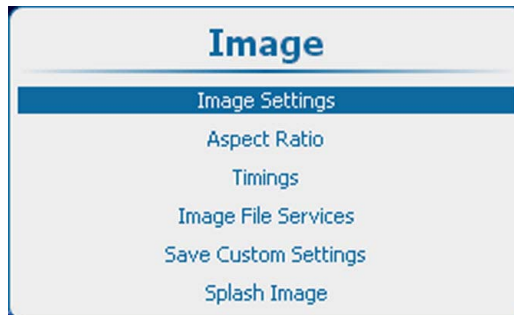 Image
Image Settings
Aspect Ratio
Timings
Image File Services
Save Custom Settings
Splash Image